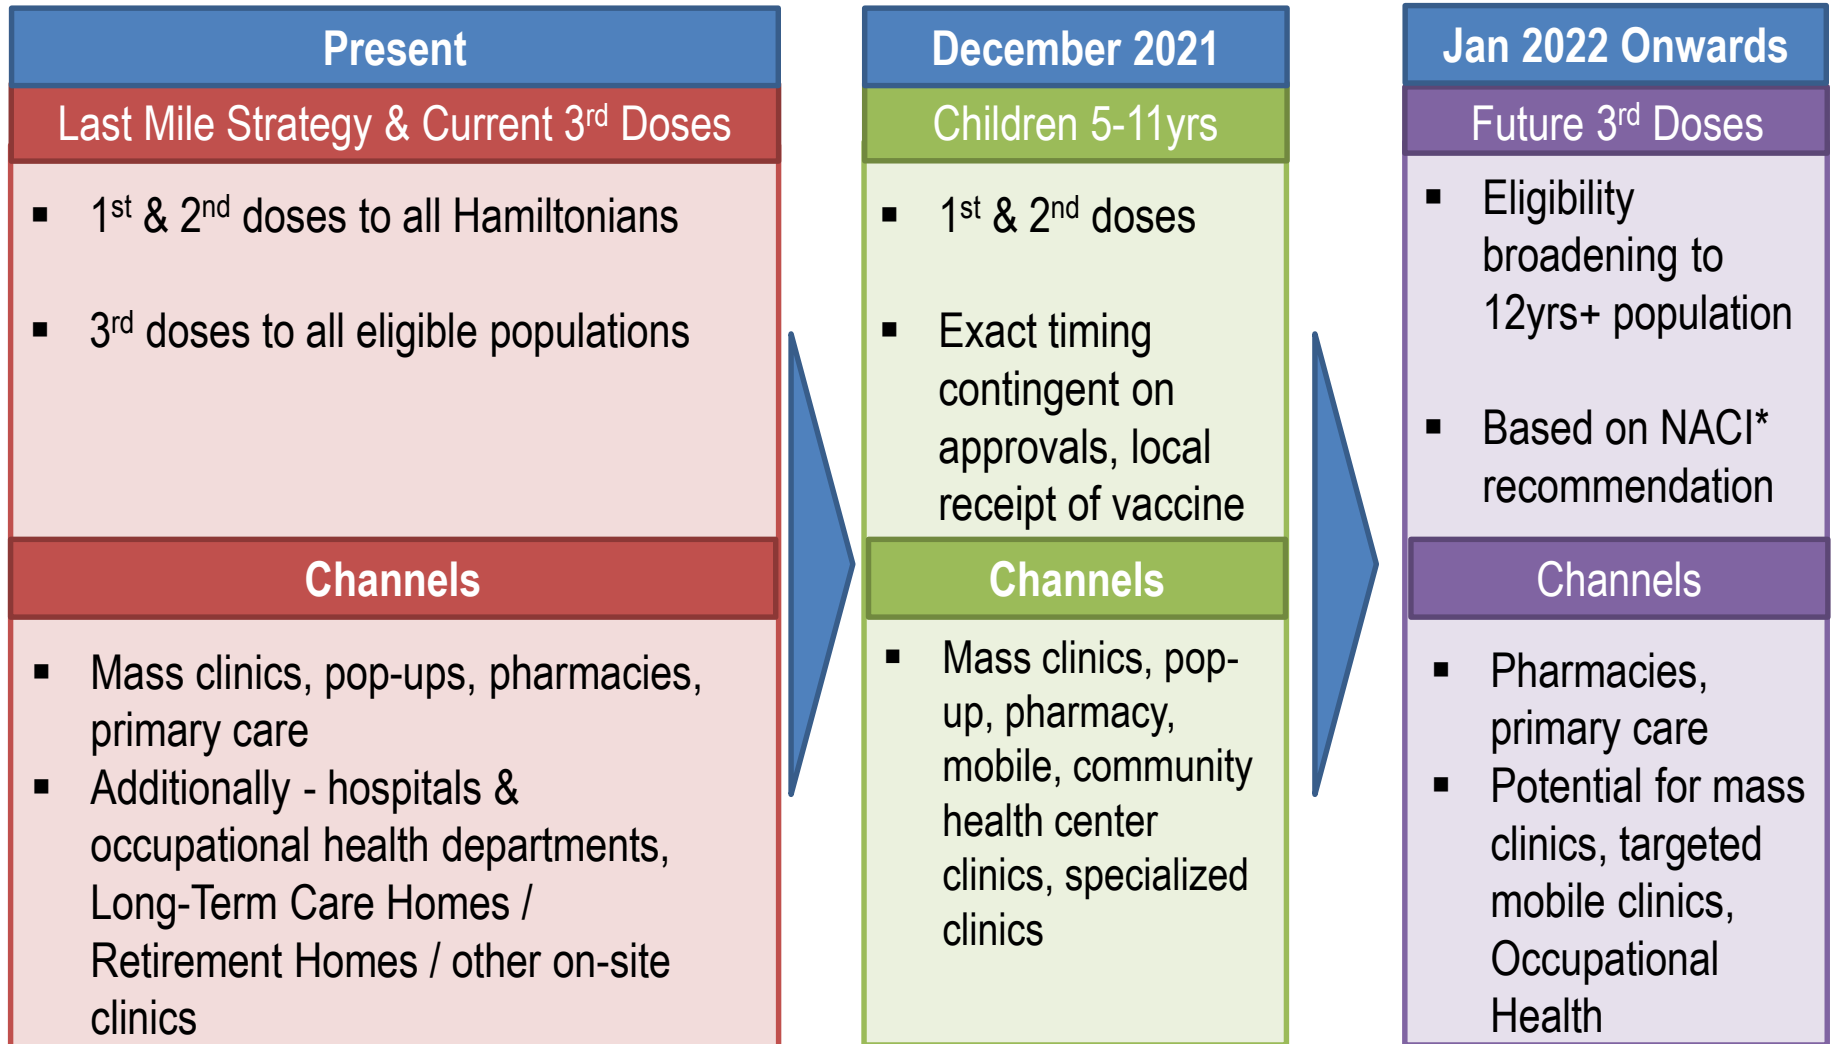 Present
Last Mile Strategy & Current 3rd Doses
▪ 1st & 2nd doses to all Hamiltonians
▪ 3rd doses to all eligible populations
Channels
▪ Mass clinics, pop-ups, pharmacies,
primary care
▪ Additionally - hospitals &
occupational health departments,
Long-Term Care Homes /
Retirement Homes / other on-site
clinics
December 2021
Children 5-11yrs
▪ 1st & 2nd doses
▪ Exact timing
contingent on
approvals, local
receipt of vaccine
Channels
▪ Mass clinics, pop-
up, pharmacy,
mobile, community
health center
clinics, specialized
clinics
Jan 2022 Onwards
Future 3rd Doses
▪ Eligibility
broadening to
12yrs+ population
▪ Based on NACI*
recommendation
Channels
▪ Pharmacies,
primary care
▪ Potential for mass
clinics, targeted
mobile clinics,
Occupational
Health